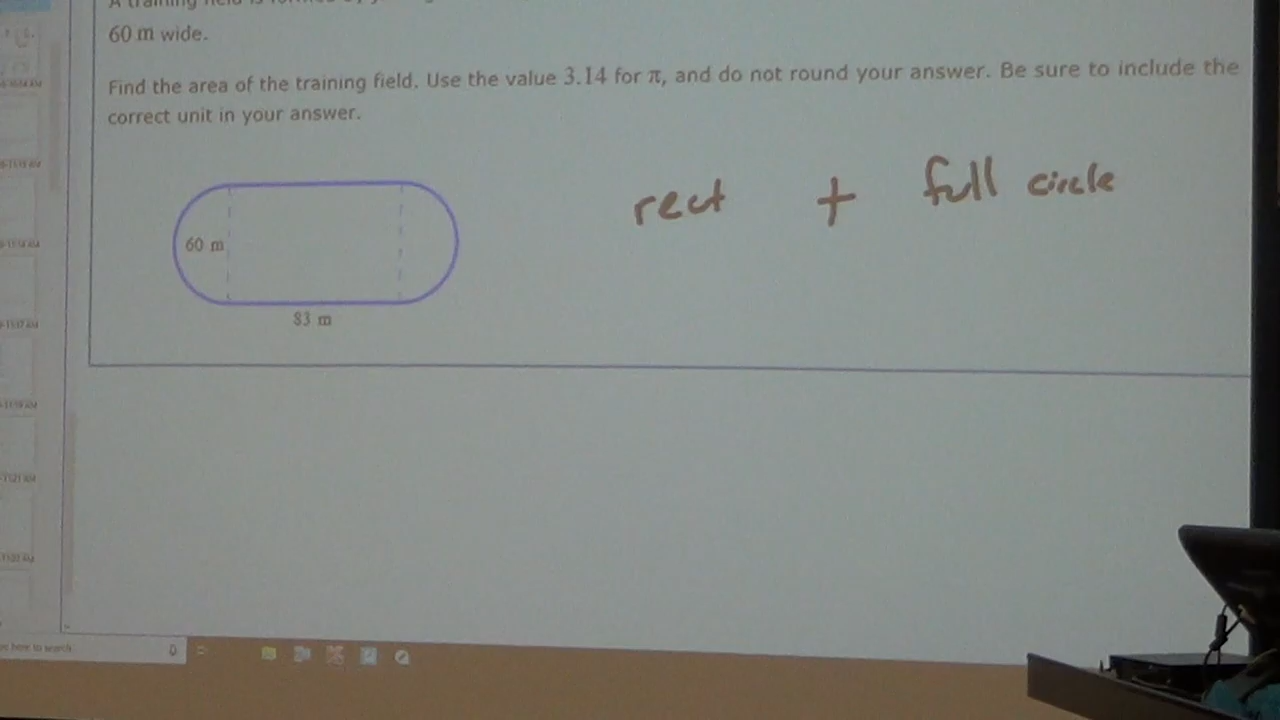 60 m wide.
Find the area of the training field. Use the value 3.14 for π, and do not round your answer. Be sure to include the
correct unit in your answer.
rect + full circle
60 m
83 m